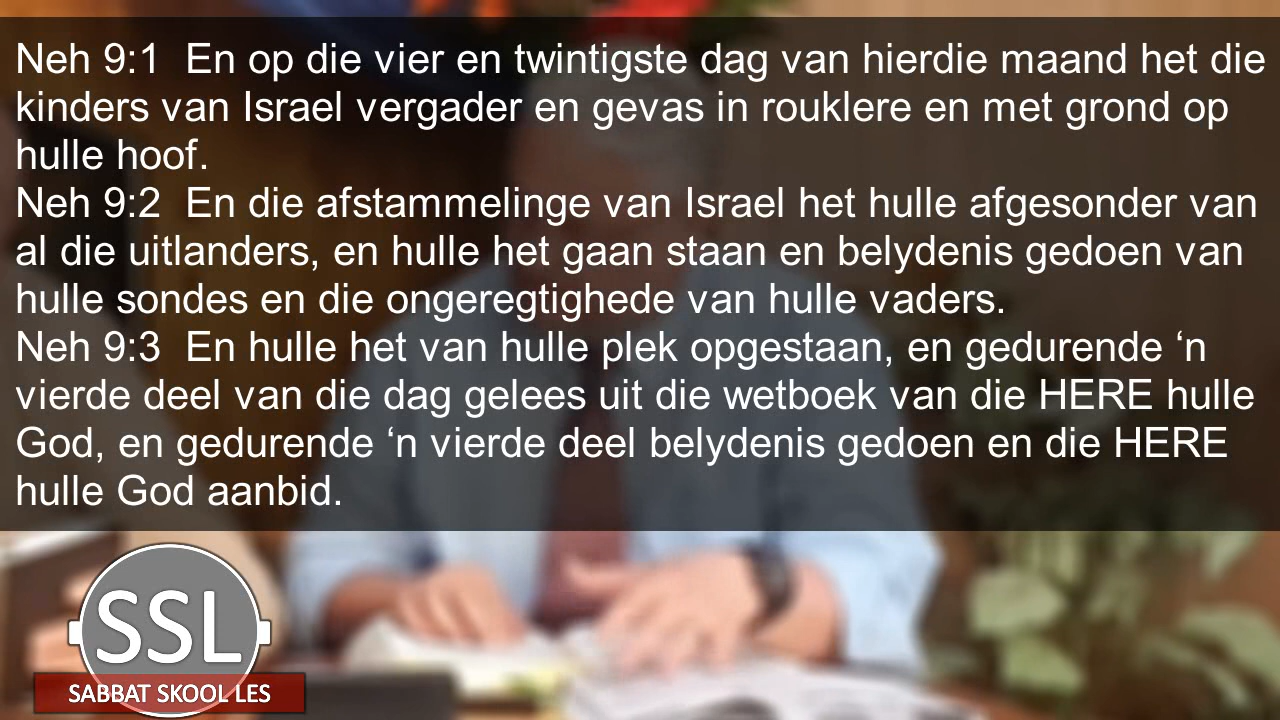 Neh 9:1  En op die vier en twintigste dag van hierdie maand het die
kinders van Israel vergader en gevas in rouklere en met grond op
hulle hoof.
Neh 9:2  En die afstammelinge van Israel het hulle afgesonder van
al die uitlanders, en hulle het gaan staan en belydenis gedoen van
hulle sondes en die ongeregtighede van hulle vaders.
Neh 9:3  En hulle het van hulle plek opgestaan, en gedurende ‘n
vierde deel van die dag gelees uit die wetboek van die HERE hulle
God, en gedurende ‘n vierde deel belydenis gedoen en die HERE
hulle God aanbid.
SSL
SABBAT SKOOL LES